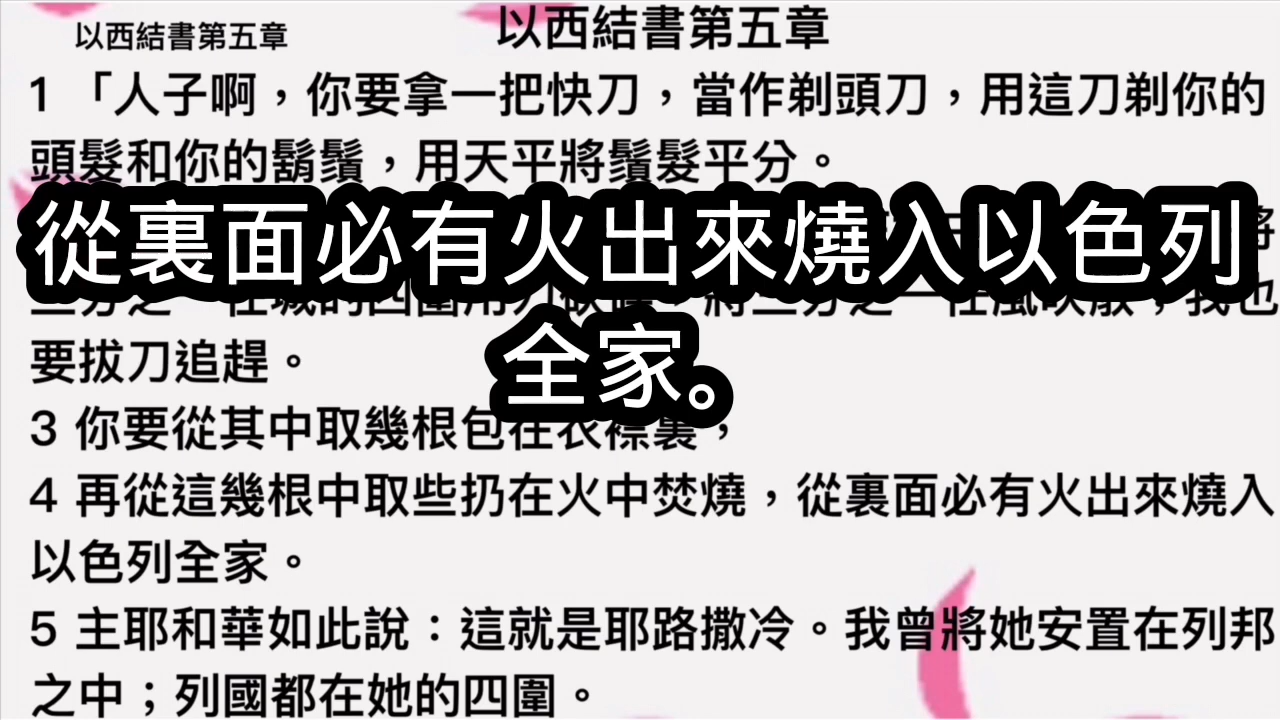 以西結書第五章
以西結書第五章
1 「人子啊，你要拿一把快刀，當作剃頭刀，用這刀剃你的
頭髮和你的鬍鬚，用天平將鬚髮平分。
從裏面必有火出來燒入以色列
全家。
要拔刀追趕。
3 你要從其中取幾根包在衣襟裏，
4 再從這幾根中取些扔在火中焚燒，從裏面必有火出來燒入
以色列全家。
5 主耶和華如此說：這就是耶路撒冷。我曾將她安置在列邦
之中；列國都在她的四圍。